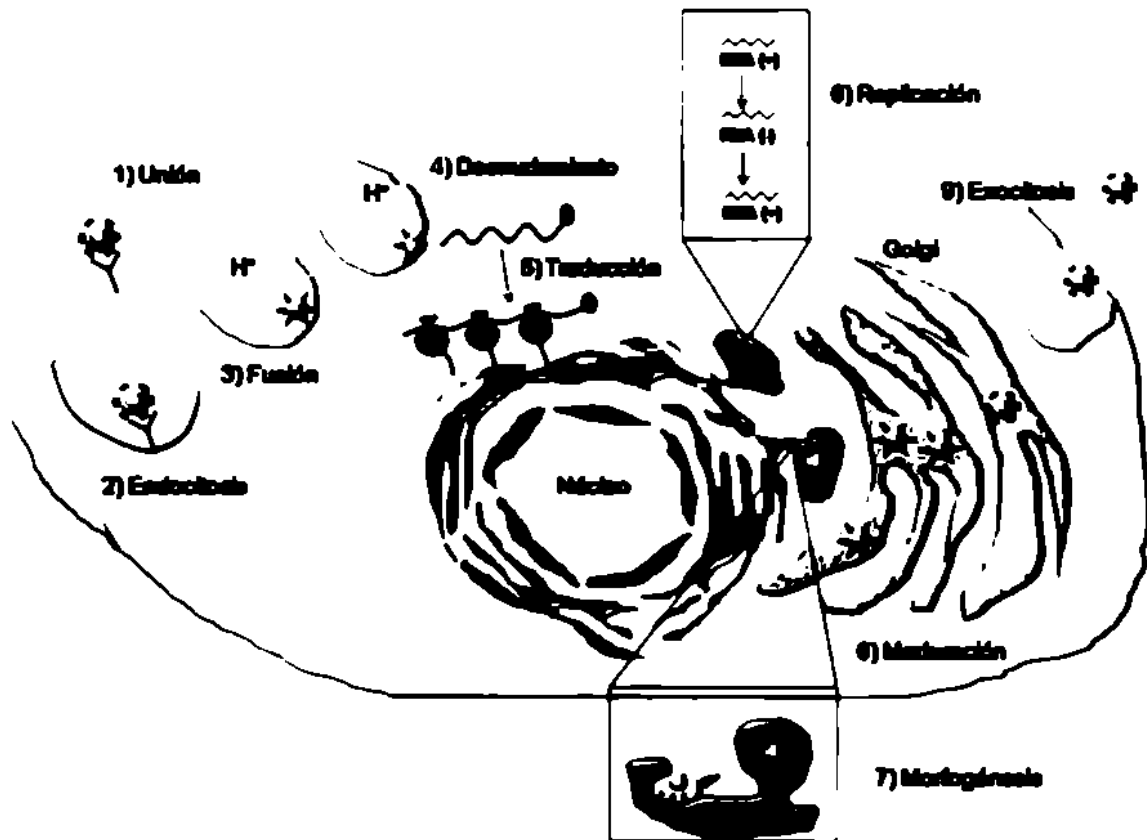 1) Unión
2) Endocitosis
3) Fusión
H⁺
H⁺
4) Desnudamiento
5) Traducción
6) Replicación
(+)
(-)
(+)
Núcleo
7) Morfogénesis
Maduración
Golgi
9) Exocitosis